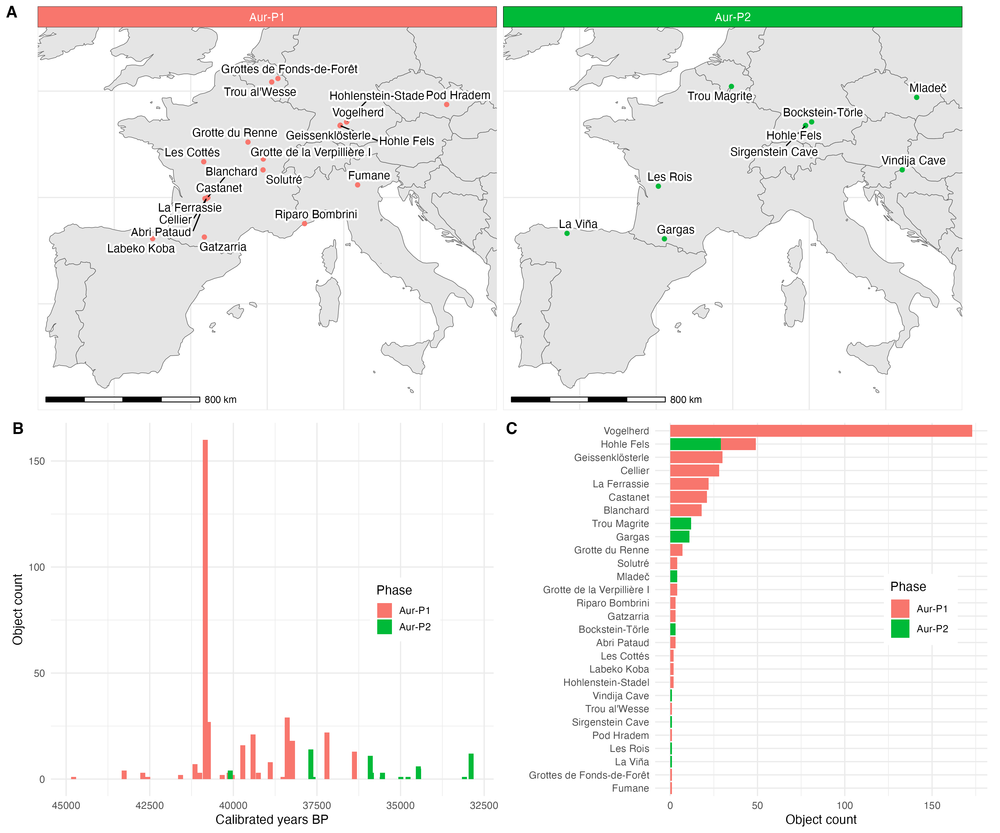 A
Aur-P1
Aur-P2
Grottes de Fonds-de-Forêt
Trou al'Wesse
Hohlenstein-Stade
Pod Hradem
Vogelherd
Grotte du Renne
Geissenklösterle
Hohle Fels
Les Cottés
Grotte de la Verpillière I
Blanchard
Solutré
Fumane
Castanet
La Ferrassie
Cellier
Riparo Bombrini
Abri Pataud
Labeko Koba
Gatzarria
800 km
Mladeč
Trou Magrite
Bockstein-Törle
Hohle Fels
Sirgenstein Cave
Vindija Cave
Les Rois
La Viña
Gargas
800 km
B
Object count
150
100
50
0
45000
42500
40000
37500
35000
32500
Calibrated years BP
Phase
Aur-P1
Aur-P2
C
Vogelherd
Hohle Fels
Geissenklösterle
Cellier
La Ferrassie
Castanet
Blanchard
Trou Magrite
Gargas
Grotte du Renne
Solutré
Mladeč
Grotte de la Verpillière I
Riparo Bombrini
Gatzarria
Bockstein-Törle
Abri Pataud
Les Cottés
Labeko Koba
Hohlenstein-Stadel
Vindija Cave
Trou al'Wesse
Sirgenstein Cave
Pod Hradem
Les Rois
La Viña
Grottes de Fonds-de-Forêt
Fumane
0
50
100
150
Object count
Phase
Aur-P1
Aur-P2